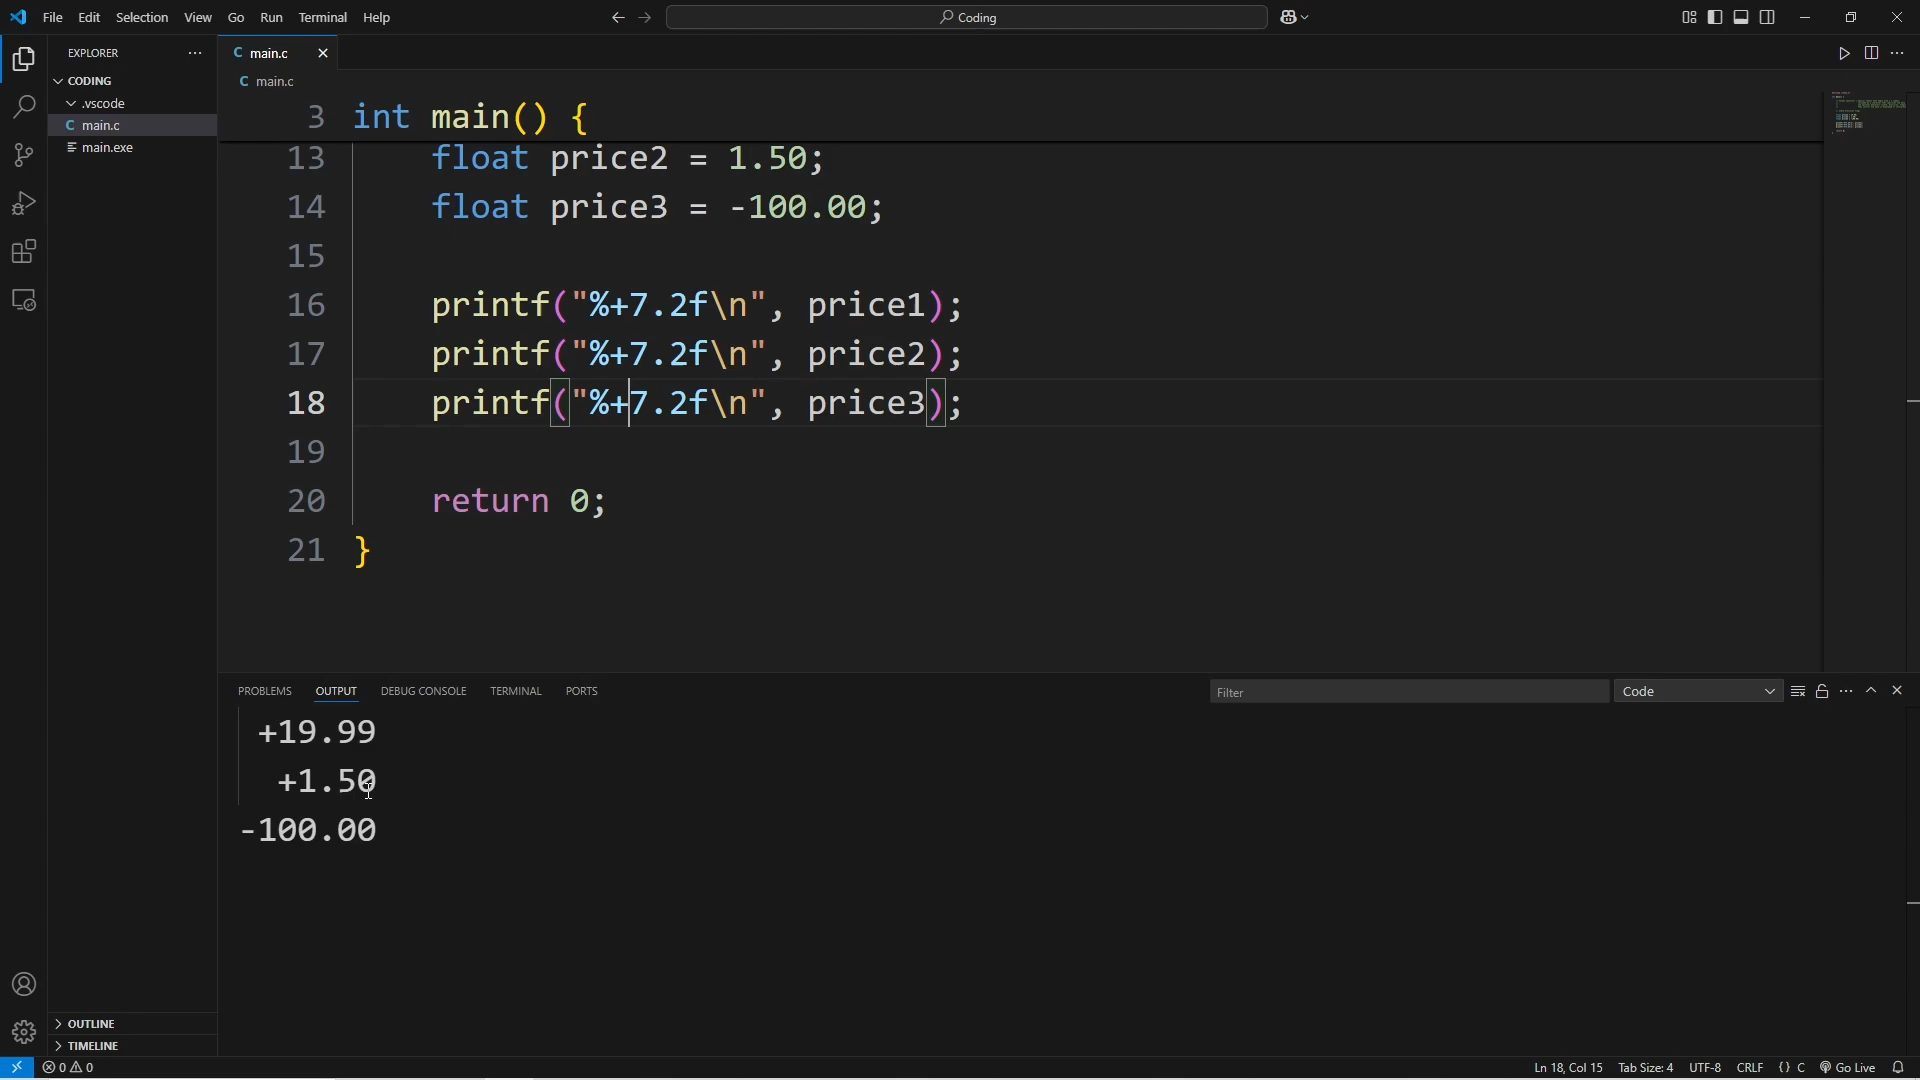 File Edit Selection View Go Run Terminal Help
Coding
EXPLORER
CODING
.vscode
C main.c
main.exe
OUTLINE
TIMELINE
C main.c
C main.c
3 int main() {
13 float price2 = 1.50;
14 float price3 = -100.00;
15
16 printf("%+7.2f\n", price1);
17 printf("%+7.2f\n", price2);
18 printf("%+7.2f\n", price3);
19
20 return 0;
21 }
PROBLEMS OUTPUT DEBUG CONSOLE TERMINAL PORTS
Filter
Code
+19.99
+1.50
-100.00
0 0
Ln 18, Col 15 Tab Size: 4 UTF-8 CRLF {} C Go Live